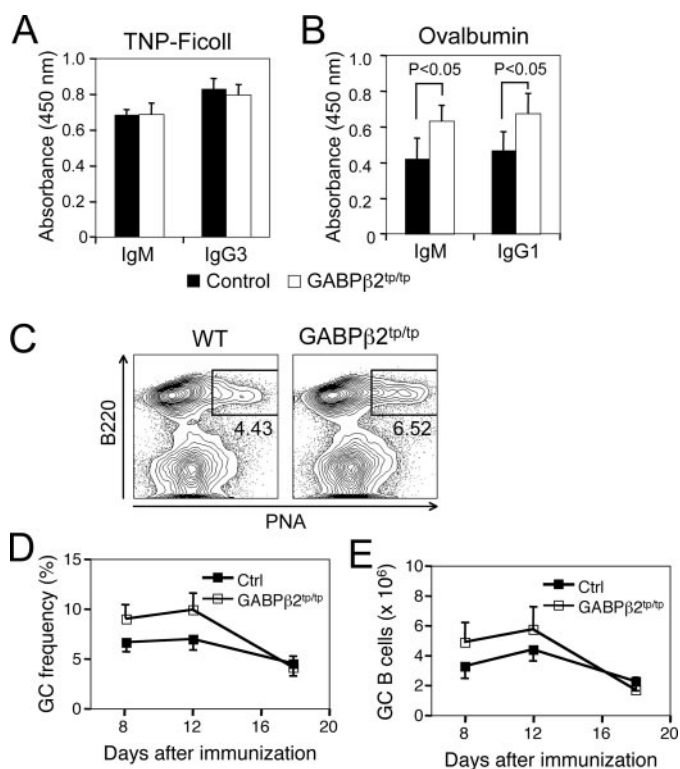 A
TNP-Ficoll
Absorbance (450 nm)
1.0
0.8
0.6
0.4
0.2
0
IgM IgG3
B
Ovalbumin
P<0.05 P<0.05
Absorbance (450 nm)
1.0
0.8
0.6
0.4
0.2
0
IgM IgG1
Control GABPβ2tp/tp
C
WT GABPβ2tp/tp
4.43 6.52
B220
PNA
D
GC frequency (%)
15
10
5
0
Ctrl
GABPβ2tp/tp
8 12 16 20
Days after immunization
E
GC B cells (x 10⁶)
10
8
6
4
2
0
Ctrl
GABPβ2tp/tp
8 12 16 20
Days after immunization